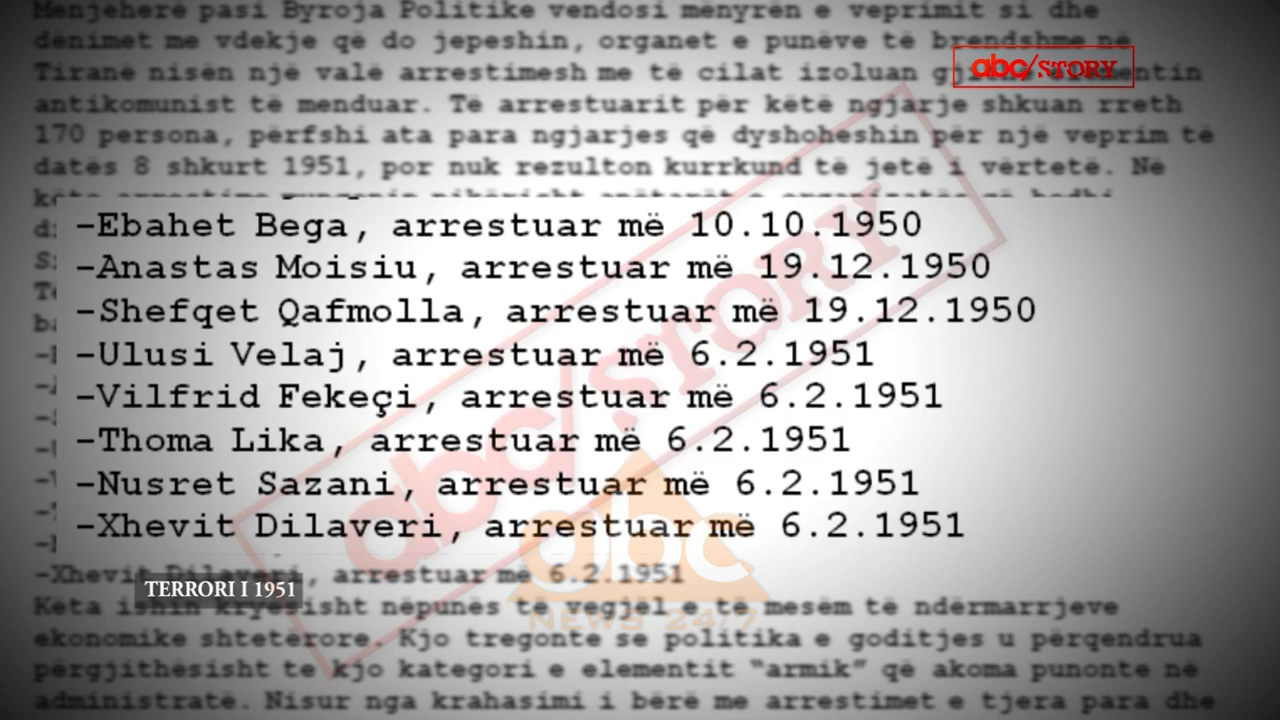 Menjëherë pasi Byroja Politike vendosi mënyrën e veprimit si dhe
dënimet me vdekje që do jepeshin, organet e punëve të brendshme në
Tiranë nisën një valë arrestimesh me të cilat izoluan
antikomunist të menduar. Të arrestuarit për këtë ngjarje shkuan rreth
170 persona, përfshi ata para ngjarjes që dyshoheshin për një veprim të
datës 8 shkurt 1951, por nuk rezulton kurrkund të jetë i vërtetë. Në
abc/STORY
-Ebahet Bega, arrestuar më 10.10.1950
-Anastas Moisiu, arrestuar më 19.12.1950
-Shefqet Qafmolla, arrestuar më 19.12.1950
-Ulusi Velaj, arrestuar më 6.2.1951
-Vilfrid Fekeçi, arrestuar më 6.2.1951
-Thoma Lika, arrestuar më 6.2.1951
-Nusret Sazani, arrestuar më 6.2.1951
-Xhevit Dilaveri, arrestuar më 6.2.1951
abc/STORY
abc
NEWS 24/7
-Xhevit Dilaveri, arrestuar më 6.2.1951
TERRORI I 1951
Këta ishin kryesisht nëpunës të vegjël e të mesëm të ndërmarrjeve
ekonomike shtetërore. Kjo tregonte se politika e goditjes u përqendrua
përgjithësisht te kjo kategori e elementit “armik” që akoma punonte në
administratë. Nisur nga krahasimi i bërë me arrestimet e tjera para dhe